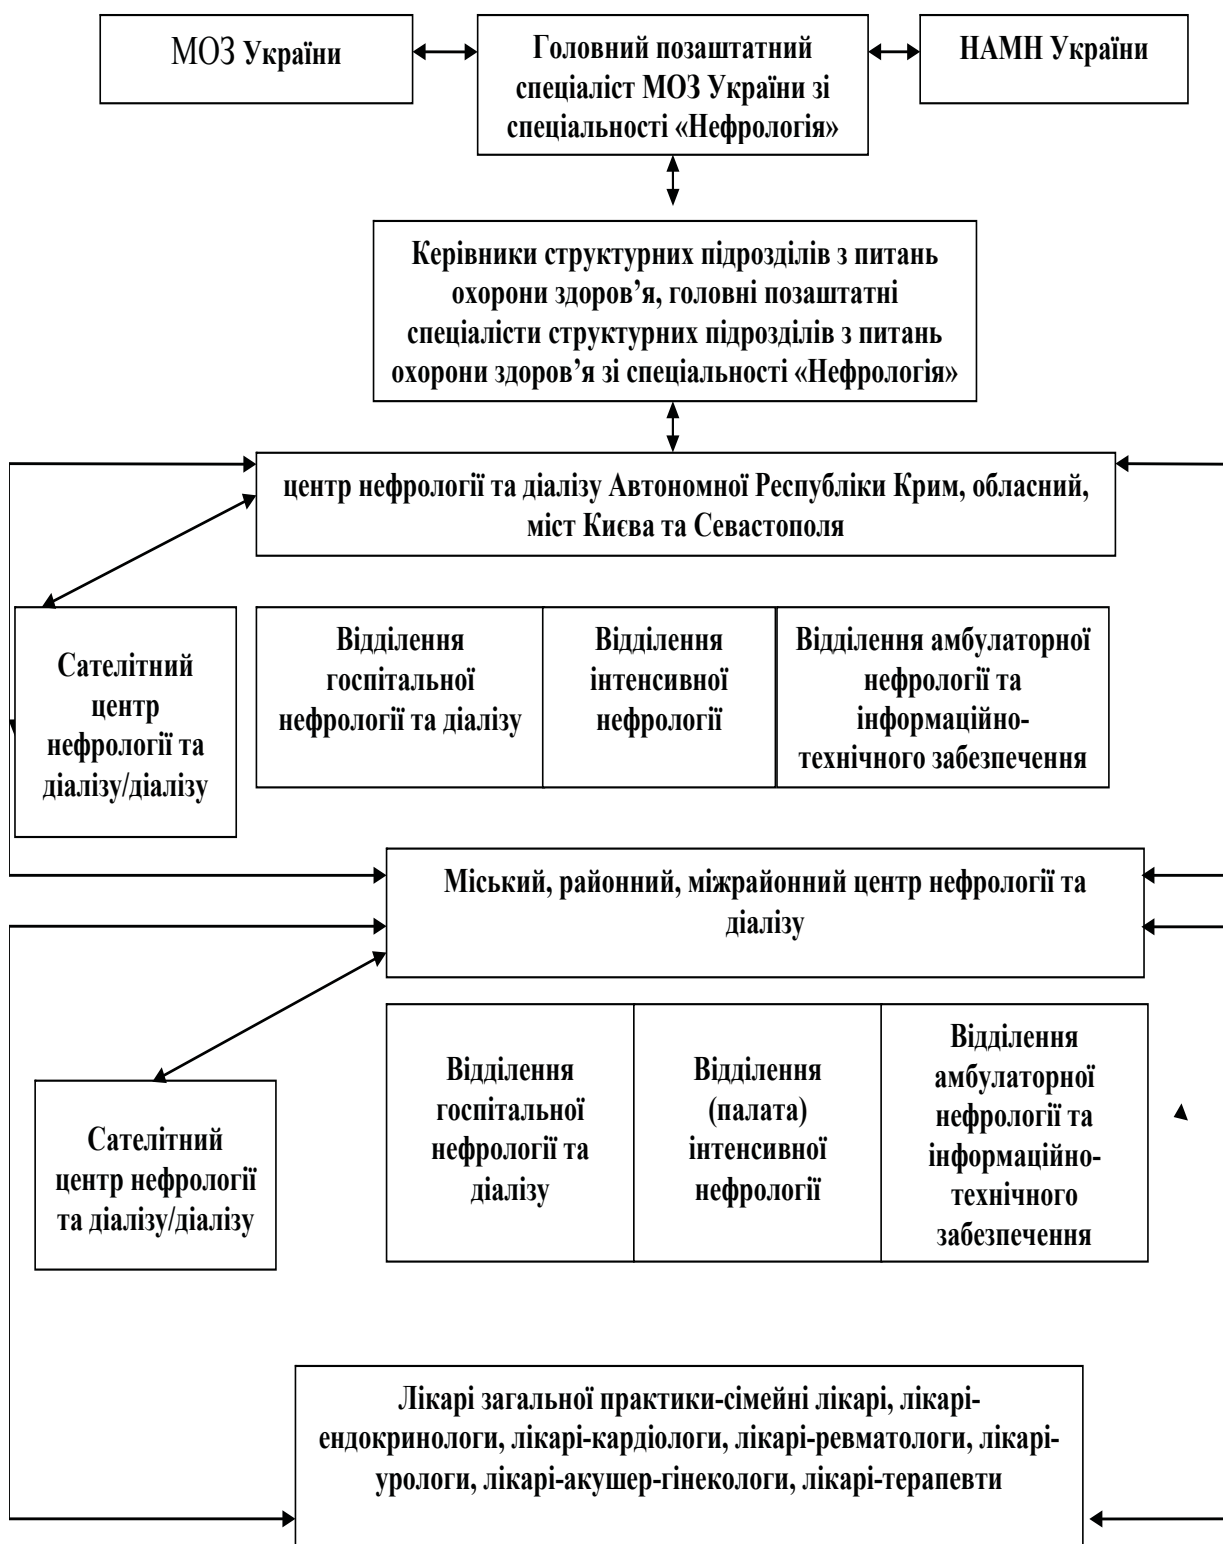 МОЗ України
Головний позаштатний
спеціаліст МОЗ України зі
спеціальності «Нефрологія»
НАМН України
Керівники структурних підрозділів з питань
охорони здоров’я, головні позаштатні
спеціалісти структурних підрозділів з питань
охорони здоров’я зі спеціальності «Нефрологія»
центр нефрології та діалізу Автономної Республіки Крим, обласний,
міст Києва та Севастополя
Сателітний
центр
нефрології та
діалізу/діалізу
Відділення
госпітальної
нефрології та діалізу
Відділення
інтенсивної
нефрології
Відділення амбулаторної
нефрології та
інформаційно-
технічного забезпечення
Міський, районний, міжрайонний центр нефрології та
діалізу
Сателітний
центр нефрології
та діалізу/діалізу
Відділення
госпітальної
нефрології та
діалізу
Відділення
(палата)
інтенсивної
нефрології
Відділення
амбулаторної
нефрології та
інформаційно-
технічного
забезпечення
Лікарі загальної практики-сімейні лікарі, лікарі-
ендокринологи, лікарі-кардіологи, лікарі-ревматологи, лікарі-
урологи, лікарі-акушер-гінекологи, лікарі-терапевти